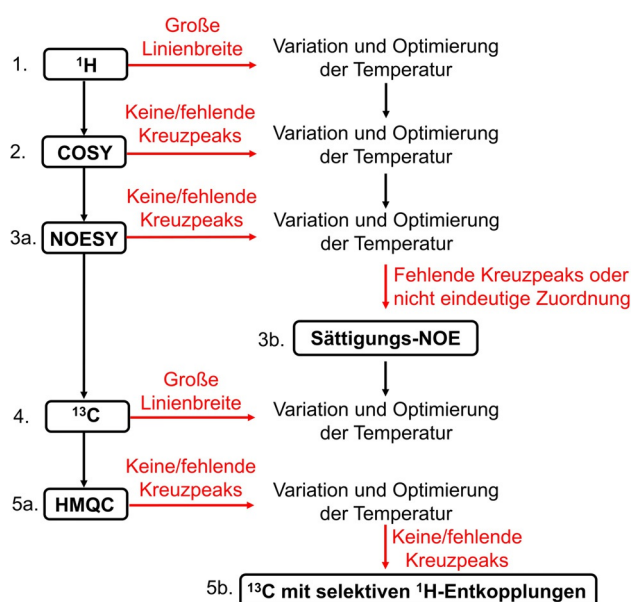 Große
Linienbreite
1.
¹H
Variation und Optimierung
der Temperatur
Keine/fehlende
Kreuzpeaks
2.
COSY
Variation und Optimierung
der Temperatur
Keine/fehlende
Kreuzpeaks
3a.
NOESY
Variation und Optimierung
der Temperatur
Fehlende Kreuzpeaks oder
nicht eindeutige Zuordnung
3b.
Sättigungs-NOE
Große
Linienbreite
4.
¹³C
Variation und Optimierung
der Temperatur
Keine/fehlende
Kreuzpeaks
5a.
HMQC
Variation und Optimierung
der Temperatur
Keine/fehlende
Kreuzpeaks
5b.
¹³C mit selektiven ¹H-Entkopplungen